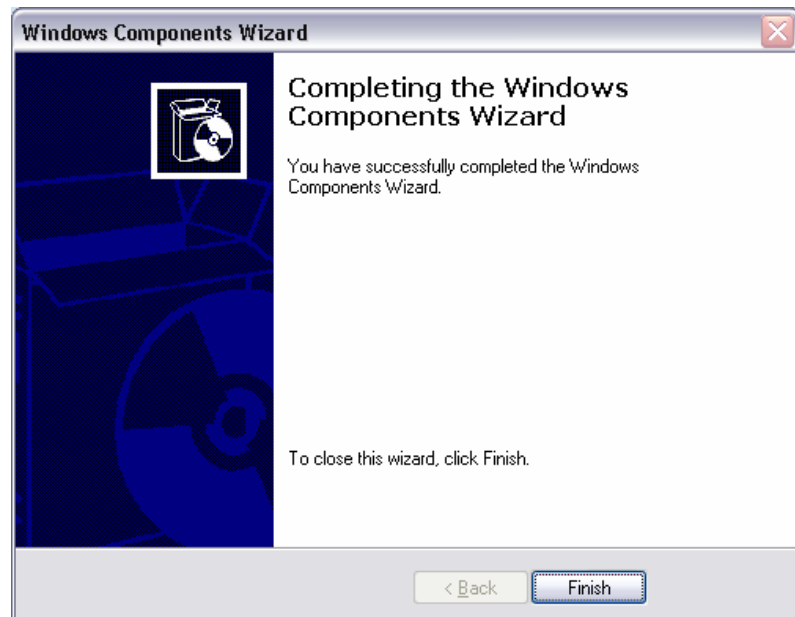 Windows Components Wizard
Completing the Windows
Components Wizard
You have successfully completed the Windows
Components Wizard.
To close this wizard, click Finish.
< Back
Finish